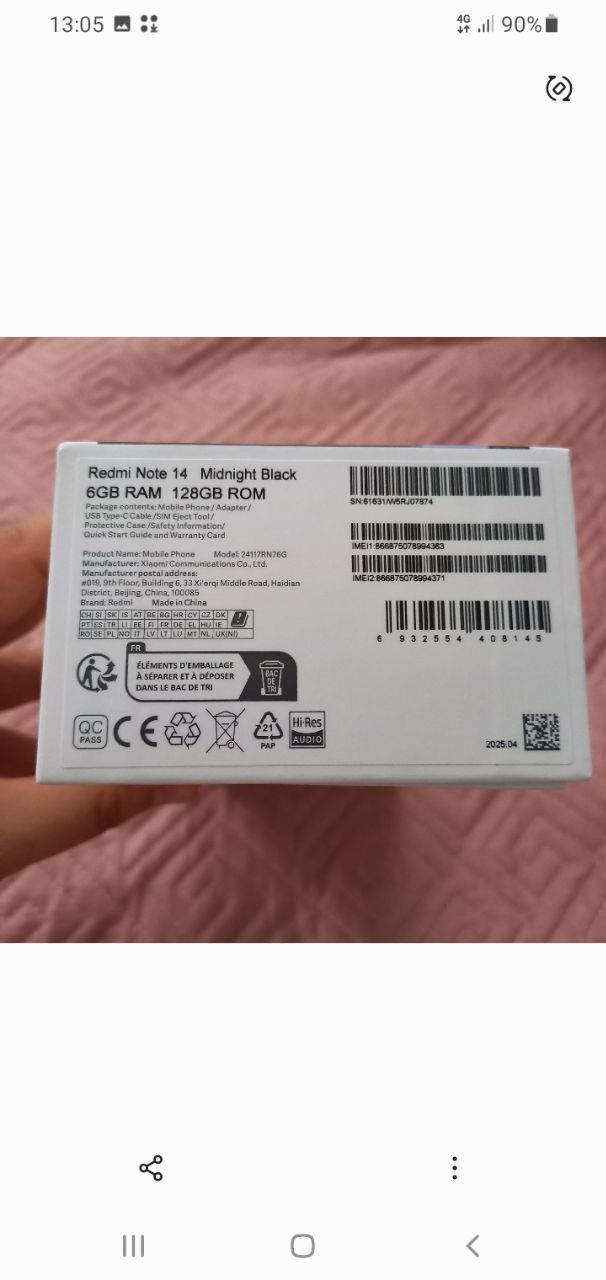 13:05
4G
90%
Redmi Note 14 Midnight Black
6GB RAM 128GB ROM
Package contents: Mobile Phone / Adapter /
USB Type-C Cable / SIM Eject Tool /
Protective Case / Safety Information /
Quick Start Guide and Warranty Card
Product Name: Mobile Phone Model: 24117RN76G
Manufacturer: Xiaomi Communications Co., Ltd.
Manufacturer postal address:
#019, 9th Floor, Building 6, 33 Xi'erqi Middle Road, Haidian
District, Beijing, China, 100085
Brand: Redmi Made in China
CH SI SK IS AT BE BG HR CY CZ DK
PT ES TR LI EE FI FR DE EL HU IE
RO SE PL NO IT LV LT LU MT NL UK(NI)
FR
ÉLÉMENTS D'EMBALLAGE
À SÉPARER ET À DÉPOSER
DANS LE BAC DE TRI
BAC
DE
TRI
QC
PASS
CE
21
PAP
Hi-Res
AUDIO
SN:61631/W5RJ07874
IMEI1:866875078994363
IMEI2:866875078994371
6 932554 408145
2025.04